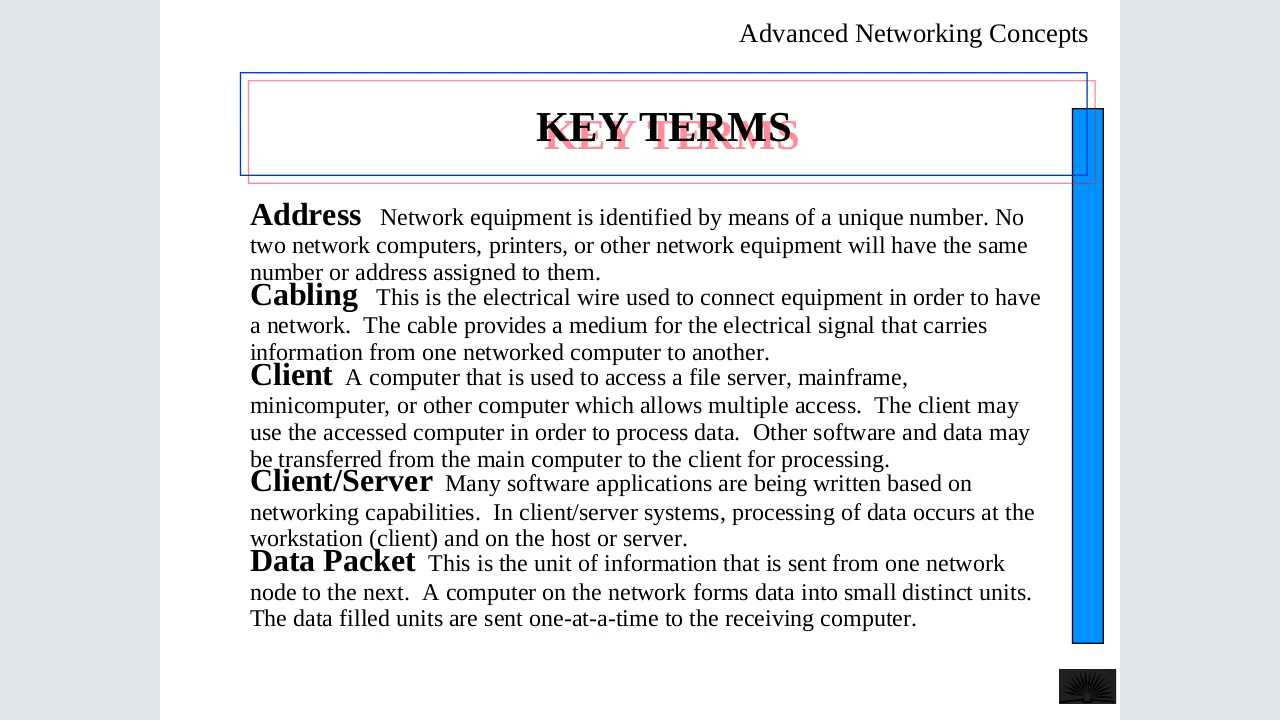 Advanced Networking Concepts
KEY TERMS
Address   Network equipment is identified by means of a unique number. No
two network computers, printers, or other network equipment will have the same
number or address assigned to them.
Cabling   This is the electrical wire used to connect equipment in order to have
a network.  The cable provides a medium for the electrical signal that carries
information from one networked computer to another.
Client  A computer that is used to access a file server, mainframe,
minicomputer, or other computer which allows multiple access.  The client may
use the accessed computer in order to process data.  Other software and data may
be transferred from the main computer to the client for processing.
Client/Server  Many software applications are being written based on
networking capabilities.  In client/server systems, processing of data occurs at the
workstation (client) and on the host or server.
Data Packet  This is the unit of information that is sent from one network
node to the next.  A computer on the network forms data into small distinct units.
The data filled units are sent one-at-a-time to the receiving computer.